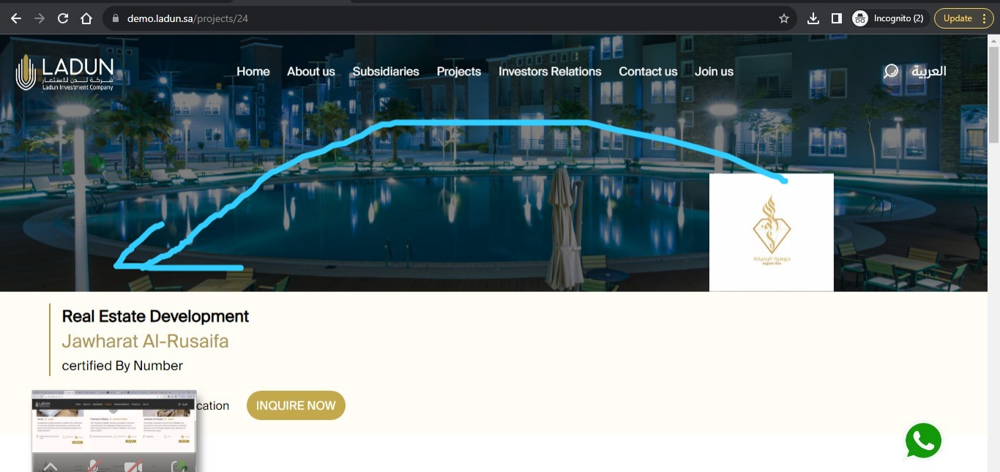 demo.ladun.sa/projects/24
Incognito (2)
Update
LADUN
شركة لدن للاستثمار
Ladun Investment Company
Home
About us
Subsidiaries
Projects
Investors Relations
Contact us
Join us
العربية
جوهرة الرصيفة
Real Estate Development
Jawharat Al-Rusaifa
certified By Number
cation
INQUIRE NOW
LADUN